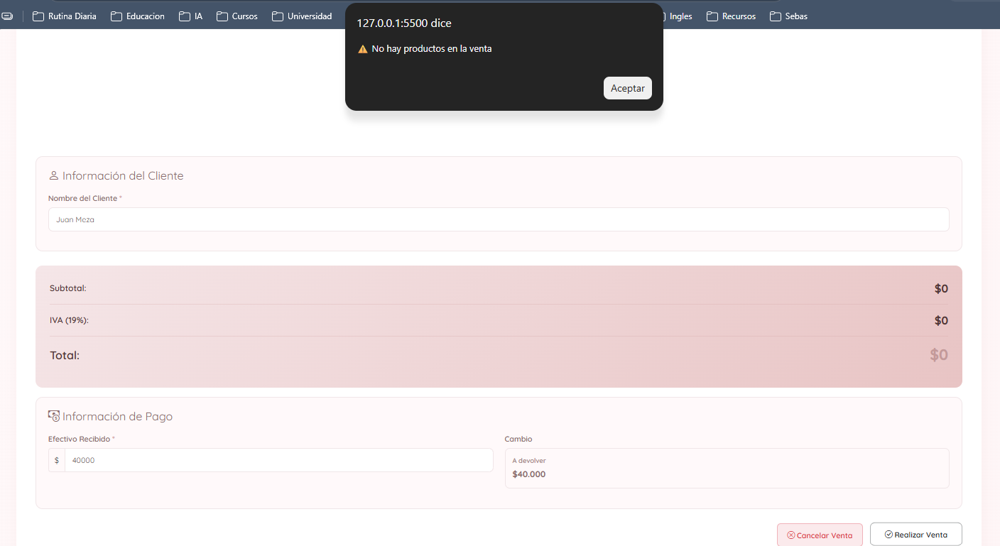 Rutina Diaria
Educacion
IA
Cursos
Universidad
Ingles
Recursos
Sebas
127.0.0.1:5500 dice
⚠️ No hay productos en la venta
Aceptar
Información del Cliente
Nombre del Cliente *
Juan Meza
Subtotal: $0
IVA (19%): $0
Total: $0
Información de Pago
Efectivo Recibido *
$ 40000
Cambio
A devolver
$40.000
Cancelar Venta
Realizar Venta